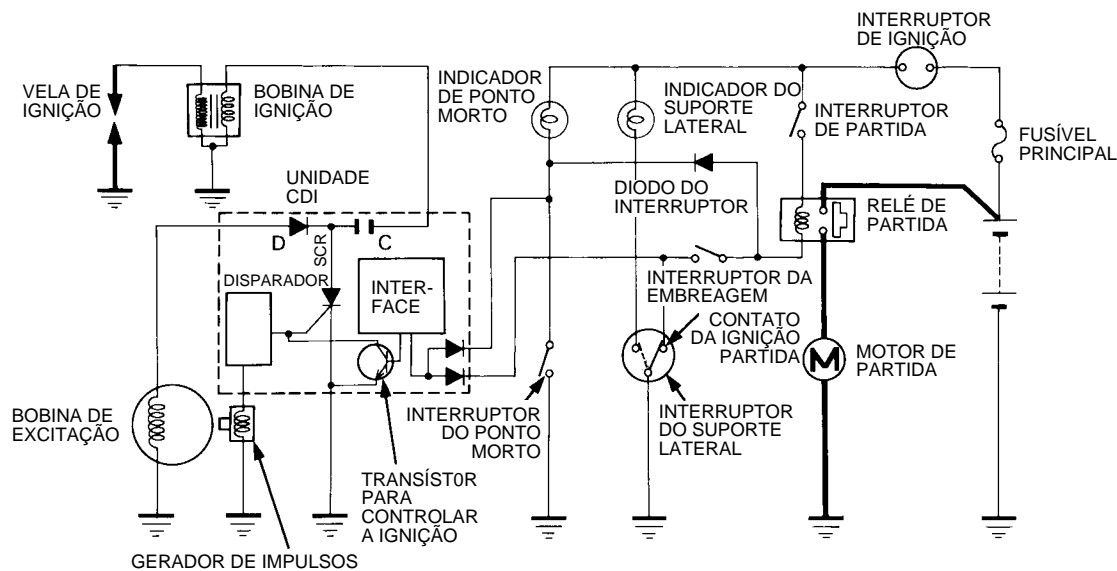 INTERRUPTOR
DE IGNIÇÃO
VELA DE
IGNIÇÃO
BOBINA DE
IGNIÇÃO
INDICADOR
DE PONTO
MORTO
INDICADOR DO
SUPORTE
LATERAL
INTERRUPTOR
DE PARTIDA
FUSÍVEL
PRINCIPAL
UNIDADE
CDI
DIODO DO
INTERRUPTOR
RELÉ DE
PARTIDA
D
SCR
C
DISPARADOR
INTER-
FACE
INTERRUPTOR DA
EMBREAGEM
CONTATO
DA IGNIÇÃO
PARTIDA
M
MOTOR DE
PARTIDA
BOBINA DE
EXCITAÇÃO
INTERRUPTOR
DO PONTO
MORTO
INTERRUPTOR
DO SUPORTE
LATERAL
TRANSÍST0R
PARA
CONTROLAR
A IGNIÇÃO
GERADOR DE IMPULSOS